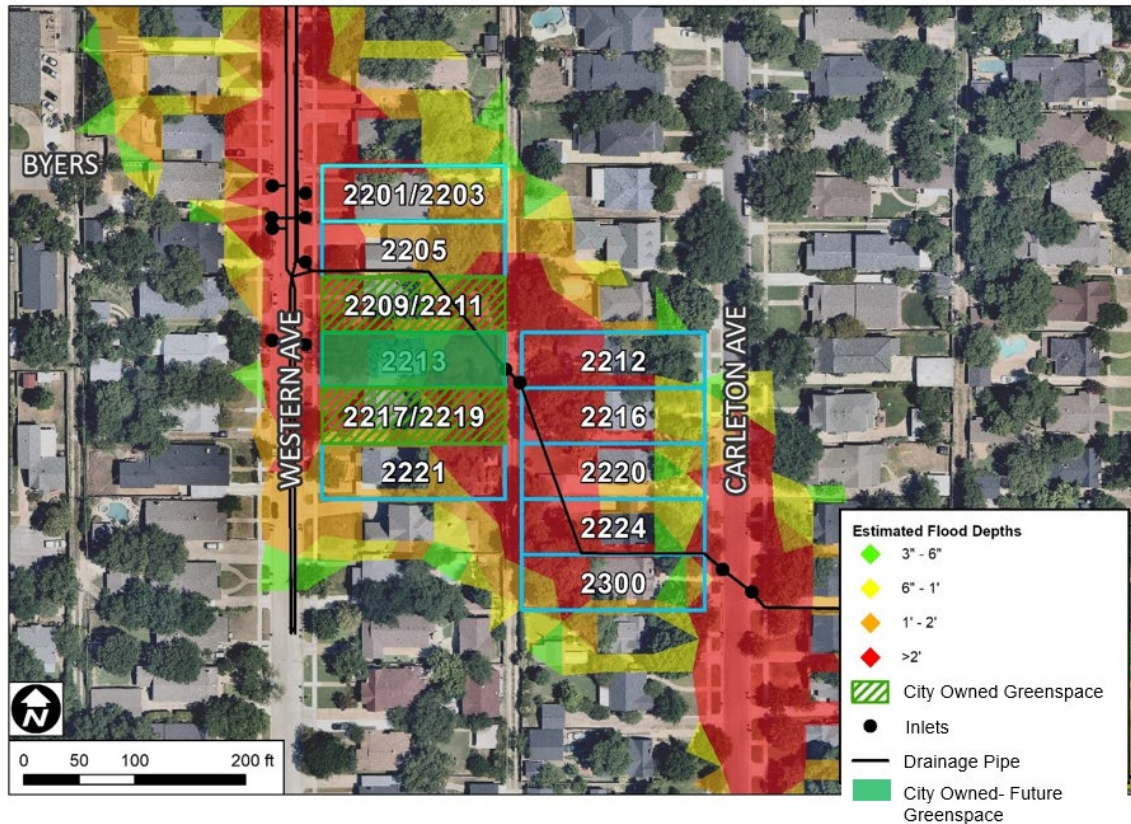 BYERS
2201/2203
2205
2209/2211
2213
2217/2219
2221
WESTERN AVE
2212
2216
2220
2224
2300
CARLETON AVE
N
0 50 100 200 ft
Estimated Flood Depths
3" - 6"
6" - 1'
1' - 2'
>2'
City Owned Greenspace
Inlets
Drainage Pipe
City Owned- Future
Greenspace